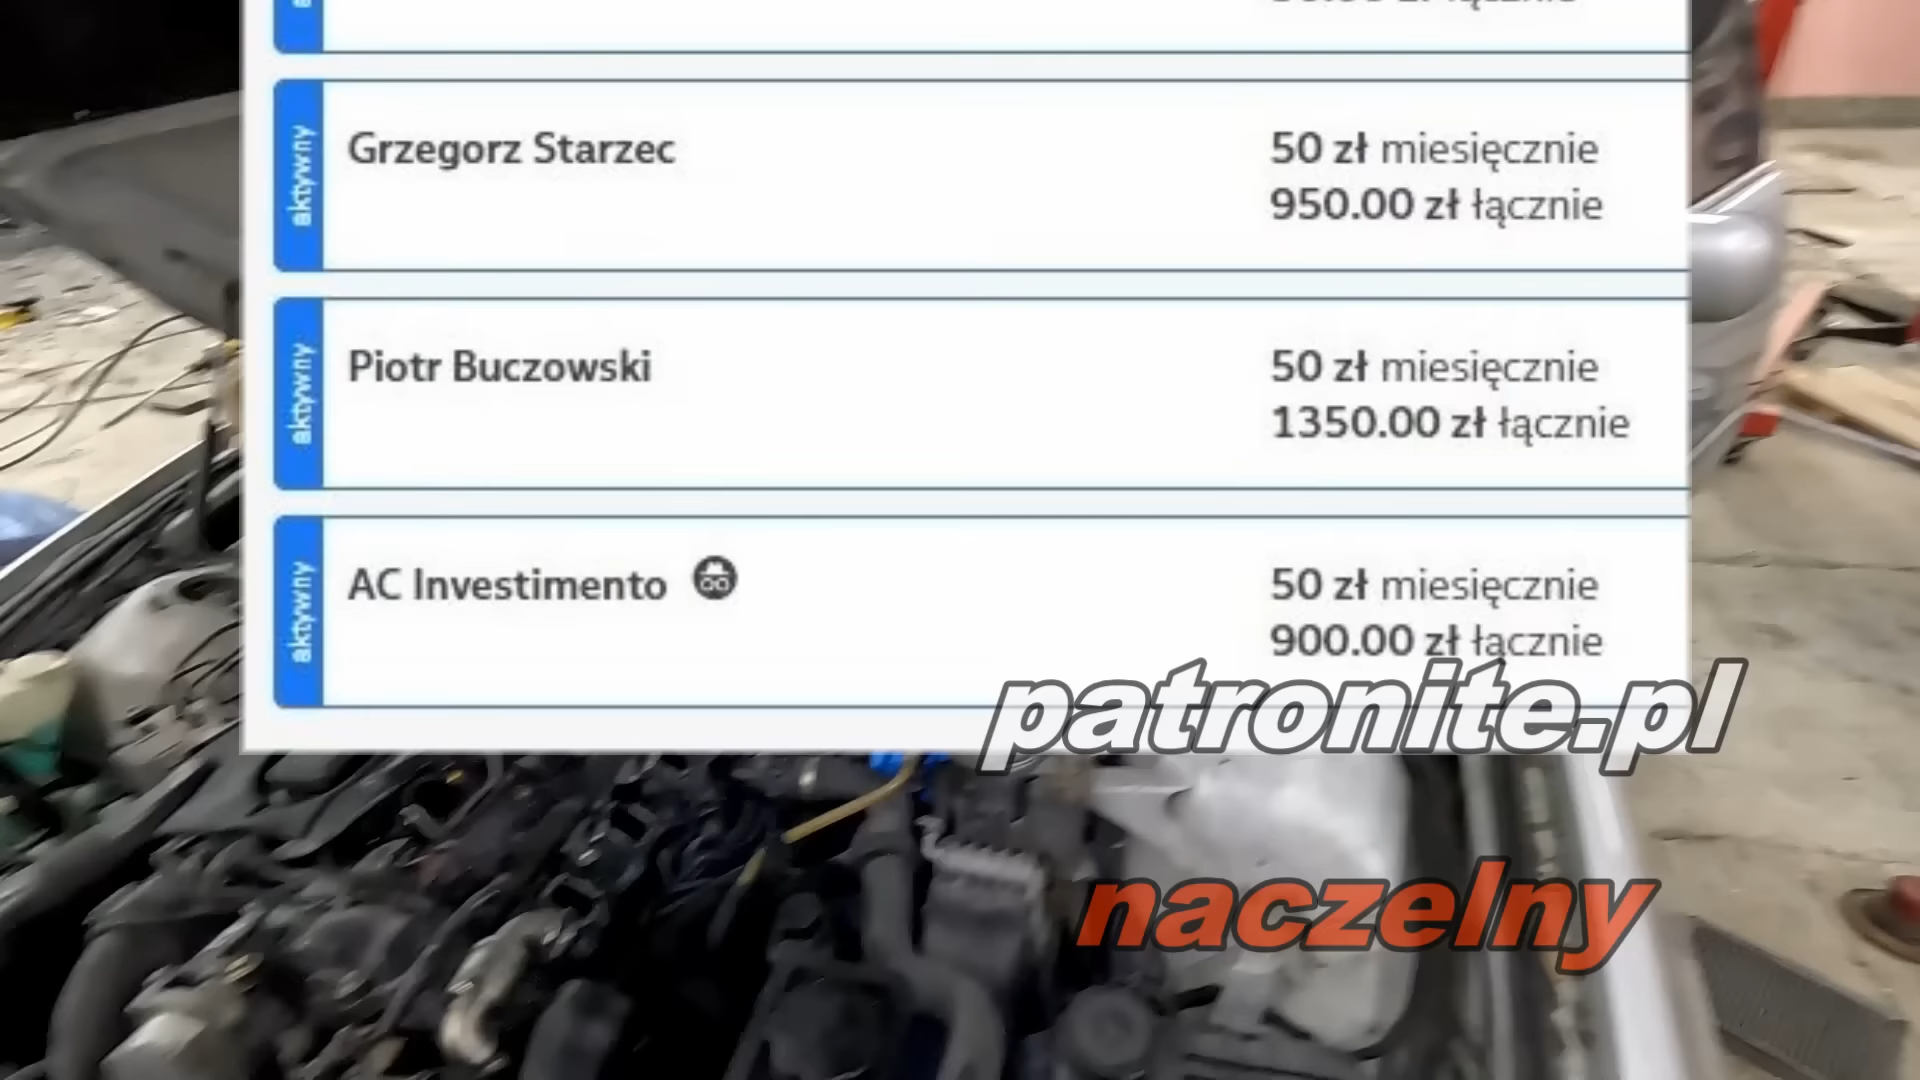 aktywny
Grzegorz Starzec
50 zł miesięcznie
950.00 zł łącznie
aktywny
Piotr Buczowski
50 zł miesięcznie
1350.00 zł łącznie
aktywny
AC Investimento
50 zł miesięcznie
900.00 zł łącznie
patronite.pl
naczelny